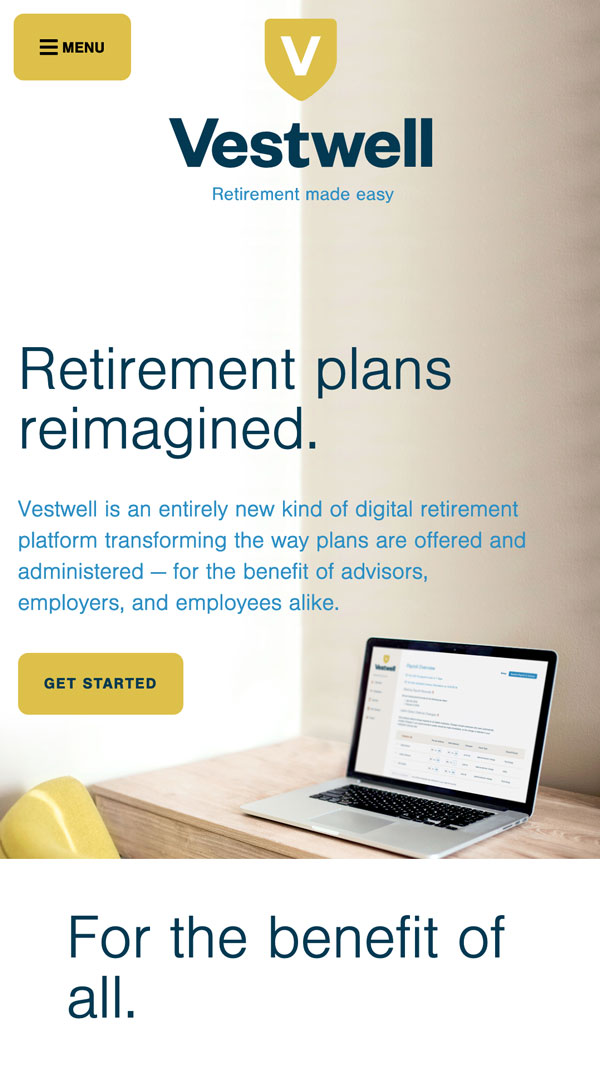 MENU
V
Vestwell
Retirement made easy
Retirement plans
reimagined.
Vestwell is an entirely new kind of digital retirement
platform transforming the way plans are offered and
administered — for the benefit of advisors,
employers, and employees alike.
GET STARTED
Vestwell
Payroll Overview
For the benefit of
all.